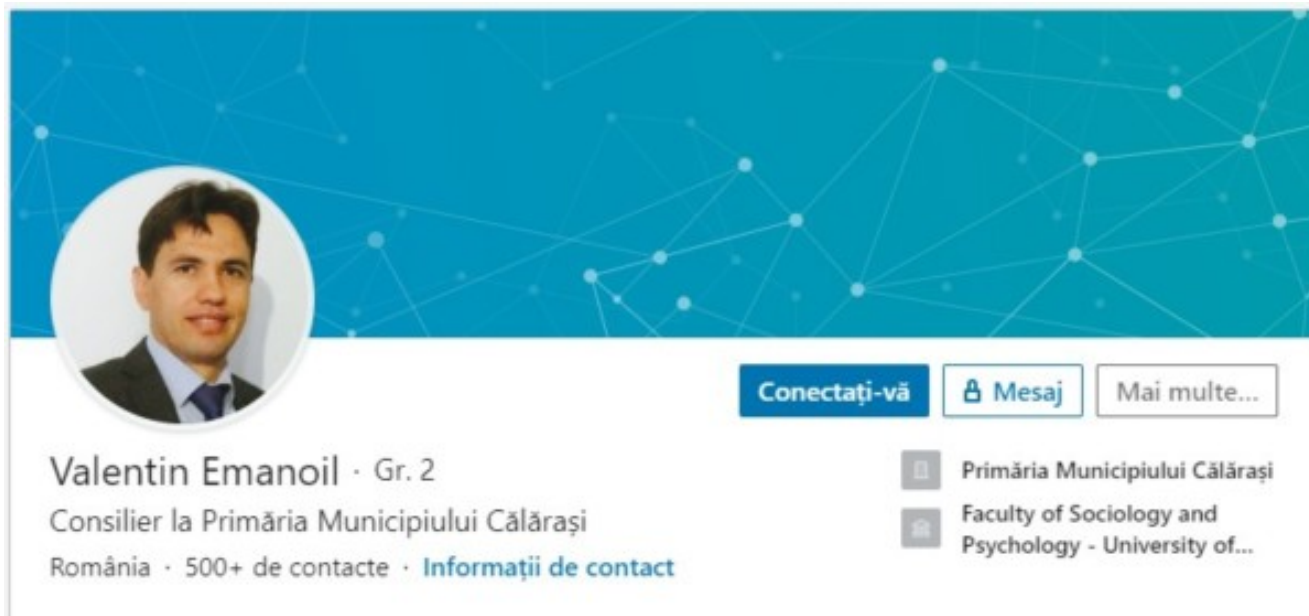 Conectați-vă
Mesaj
Mai multe...
Valentin Emanoil · Gr. 2
Consilier la Primăria Municipiului Călărași
România · 500+ de contacte · Informații de contact
Primăria Municipiului Călărași
Faculty of Sociology and
Psychology - University of...